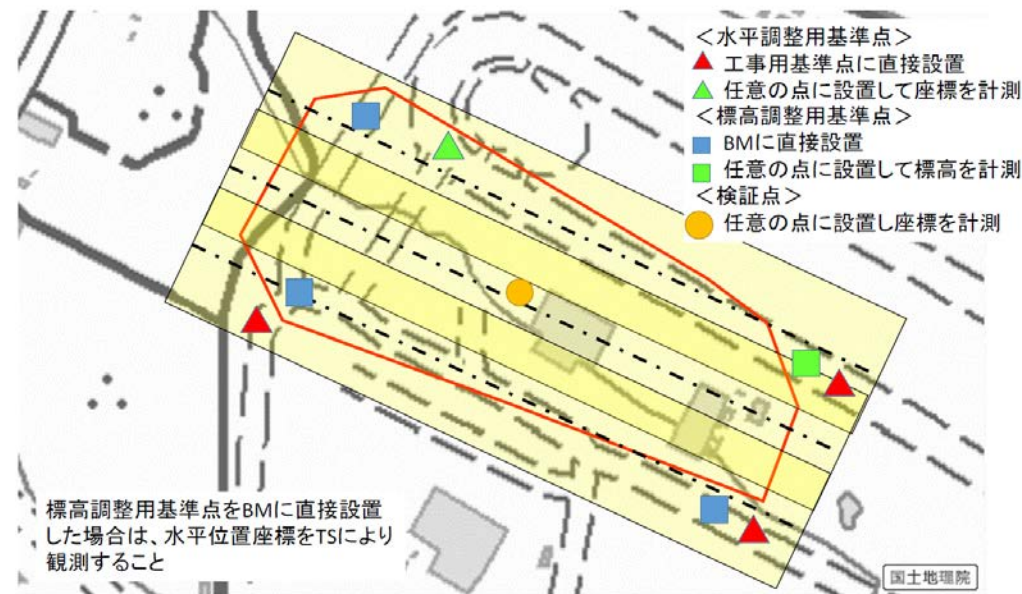 ＜水平調整用基準点＞
工事用基準点に直接設置
任意の点に設置して座標を計測
＜標高調整用基準点＞
BMに直接設置
任意の点に設置して標高を計測
＜検証点＞
任意の点に設置し座標を計測
標高調整用基準点をBMに直接設置
した場合は、水平位置座標をTSにより
観測すること
国土地理院